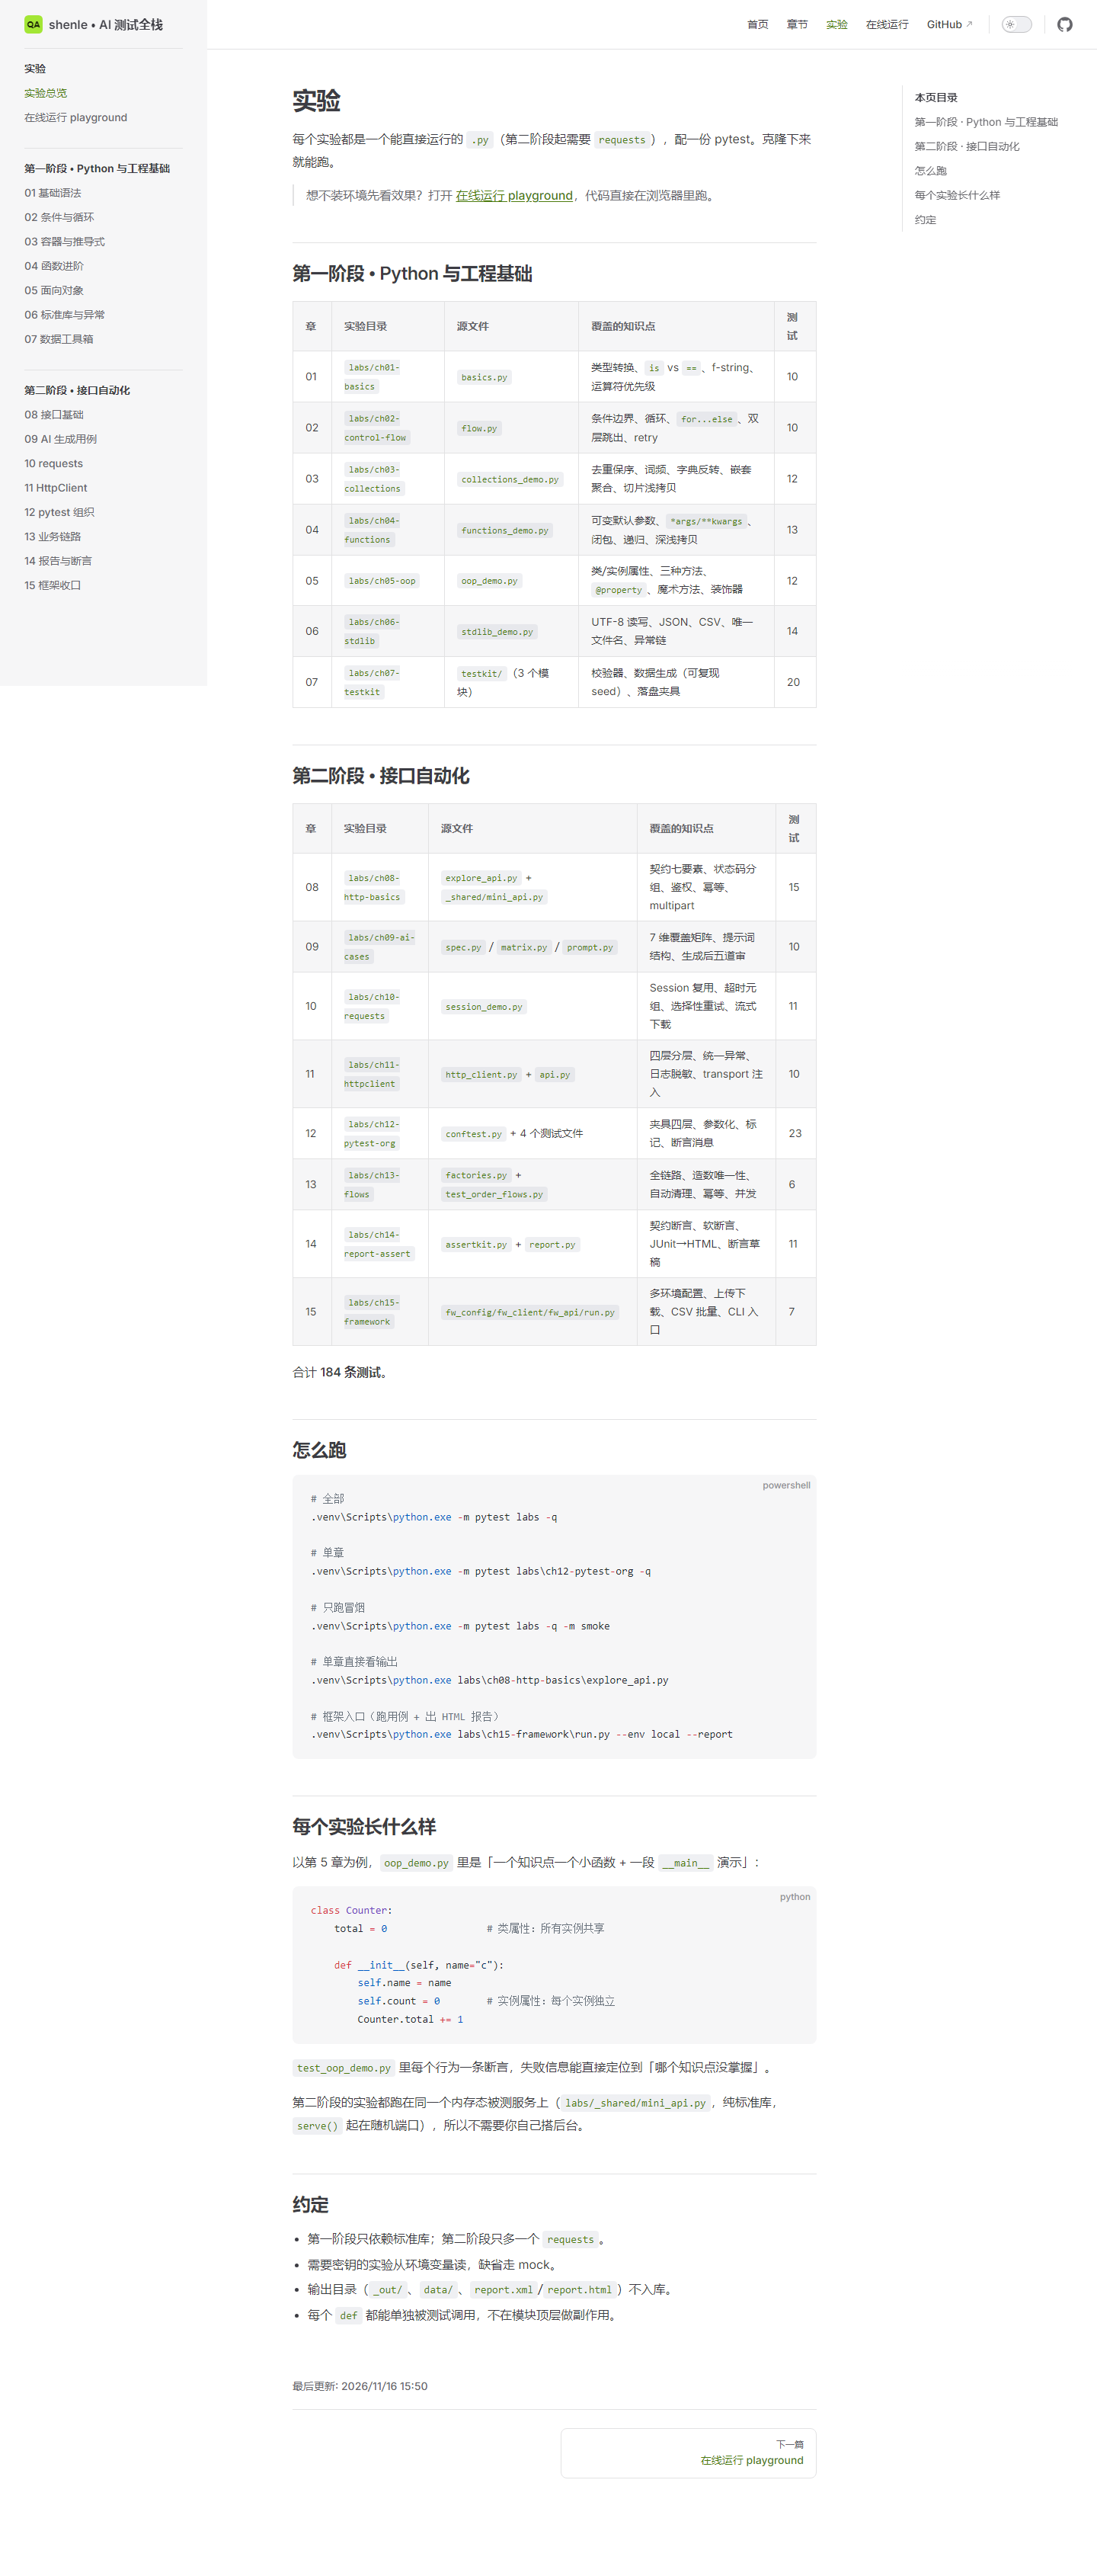 QA shenle • AI 测试全栈
首页 章节 实验 在线运行 GitHub ↗
实验
实验总览
在线运行 playground
第一阶段 • Python 与工程基础
01 基础语法
02 条件与循环
03 容器与推导式
04 函数进阶
05 面向对象
06 标准库与异常
07 数据工具箱
第二阶段 • 接口自动化
08 接口基础
09 AI 生成用例
10 requests
11 HttpClient
12 pytest 组织
13 业务链路
14 报告与断言
15 框架收口
本页目录
第一阶段 · Python 与工程基础
第二阶段 · 接口自动化
怎么跑
每个实验长什么样
约定
实验
每个实验都是一个能直接运行的 .py（第二阶段起需要 requests），配一份 pytest。克隆下来
就能跑。
想不装环境先看效果？打开 在线运行 playground，代码直接在浏览器里跑。
第一阶段 • Python 与工程基础
章 实验目录 源文件 覆盖的知识点 测
试
01 labs/ch01- basics.py 类型转换、is vs ==、f-string、 10
basics 运算符优先级
02 labs/ch02- flow.py 条件边界、循环、for...else、双 10
control-flow 层跳出、retry
03 labs/ch03- collections_demo.py 去重保序、词频、字典反转、嵌套 12
collections 聚合、切片浅拷贝
04 labs/ch04- functions_demo.py 可变默认参数、*args/**kwargs、 13
functions 闭包、递归、深浅拷贝
05 labs/ch05-oop oop_demo.py 类/实例属性、三种方法、 12
@property、魔术方法、装饰器
06 labs/ch06- stdlib_demo.py UTF-8 读写、JSON、CSV、唯一 14
stdlib 文件名、异常链
07 labs/ch07- testkit/（3 个模 校验器、数据生成（可复现 20
testkit 块） seed）、落盘夹具
第二阶段 • 接口自动化
章 实验目录 源文件 覆盖的知识点 测
试
08 labs/ch08- explore_api.py + 契约七要素、状态码分 15
http-basics _shared/mini_api.py 组、鉴权、幂等、
multipart
09 labs/ch09-ai- spec.py / matrix.py / prompt.py 7 维覆盖矩阵、提示词 10
cases 结构、生成后五道审
10 labs/ch10- session_demo.py Session 复用、超时元 11
requests 组、选择性重试、流式
下载
11 labs/ch11- http_client.py + api.py 四层分层、统一异常、 10
httpclient 日志脱敏、transport 注
入
12 labs/ch12- conftest.py + 4 个测试文件 夹具四层、参数化、标 23
pytest-org 记、断言消息
13 labs/ch13- factories.py + 全链路、造数唯一性、 6
flows test_order_flows.py 自动清理、幂等、并发
14 labs/ch14- assertkit.py + report.py 契约断言、软断言、 11
report-assert JUnit→HTML、断言草
稿
15 labs/ch15- fw_config/fw_client/fw_api/run.py 多环境配置、上传下 7
framework 载、CSV 批量、CLI 入
口
合计 184 条测试。
怎么跑
powershell
# 全部
.venv\Scripts\python.exe -m pytest labs -q
# 单章
.venv\Scripts\python.exe -m pytest labs\ch12-pytest-org -q
# 只跑冒烟
.venv\Scripts\python.exe -m pytest labs -q -m smoke
# 单章直接看输出
.venv\Scripts\python.exe labs\ch08-http-basics\explore_api.py
# 框架入口（跑用例 + 出 HTML 报告）
.venv\Scripts\python.exe labs\ch15-framework\run.py --env local --report
每个实验长什么样
以第 5 章为例，oop_demo.py 里是「一个知识点一个小函数 + 一段 __main__ 演示」：
python
class Counter:
total = 0 # 类属性：所有实例共享
def __init__(self, name="c"):
self.name = name
self.count = 0 # 实例属性：每个实例独立
Counter.total += 1
test_oop_demo.py 里每个行为一条断言，失败信息能直接定位到「哪个知识点没掌握」。
第二阶段的实验都跑在同一个内存态被测服务上（labs/_shared/mini_api.py，纯标准库，
serve() 起在随机端口），所以不需要你自己搭后台。
约定
• 第一阶段只依赖标准库；第二阶段只多一个 requests。
• 需要密钥的实验从环境变量读，缺省走 mock。
• 输出目录（_out/、data/、report.xml/report.html）不入库。
• 每个 def 都能单独被测试调用，不在模块顶层做副作用。
最后更新: 2026/11/16 15:50
下一篇
在线运行 playground